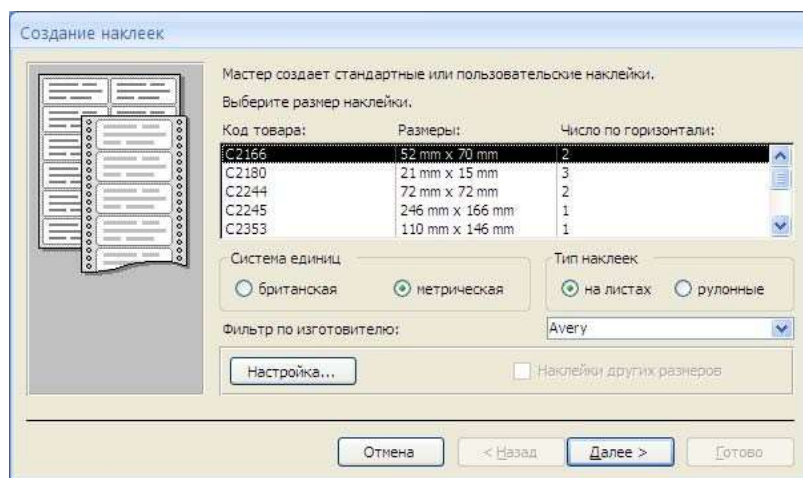 Создание наклеек
Мастер создает стандартные или пользовательские наклейки.
Выберите размер наклейки.
Код товара: Размеры: Число по горизонтали:
C2166 52 mm x 70 mm 2
C2180 21 mm x 15 mm 3
C2244 72 mm x 72 mm 2
C2245 246 mm x 166 mm 1
C2353 110 mm x 146 mm 1
Система единиц Тип наклеек
британская метрическая на листах рулонные
Фильтр по изготовителю: Avery
Настройка... Наклейки других размеров
Отмена < Назад Далее > Готово